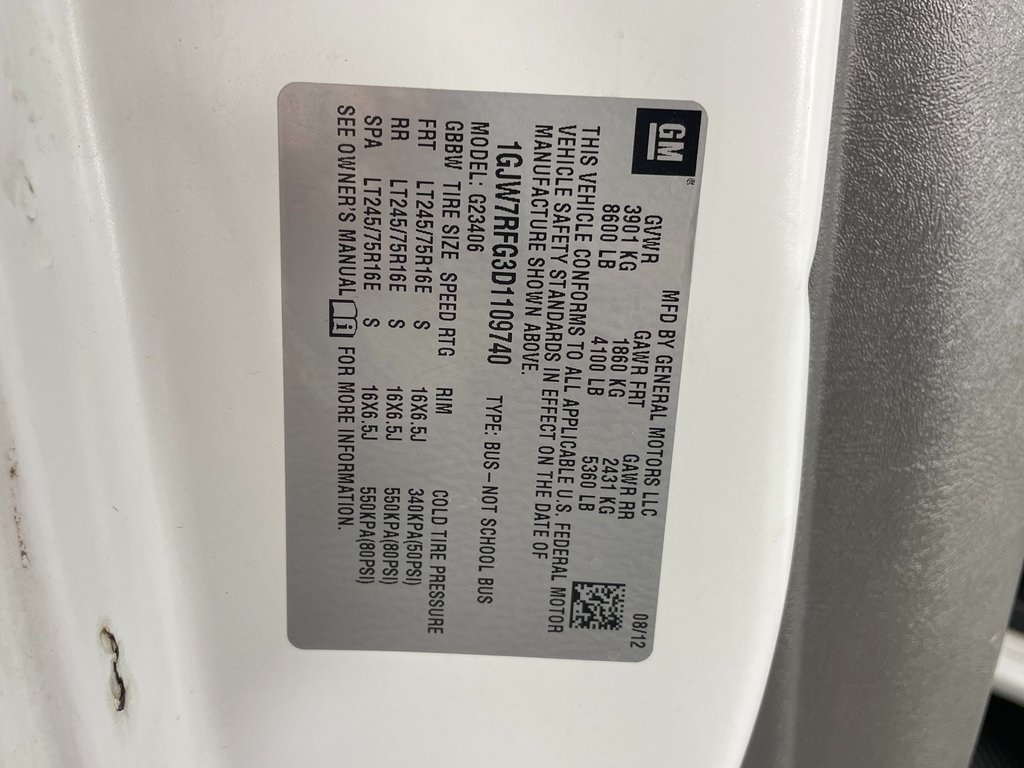 GM ®
MFD BY GENERAL MOTORS LLC 08/12
GVWR GAWR FRT GAWR RR
3901 KG 1860 KG 2431 KG
8600 LB 4100 LB 5360 LB
THIS VEHICLE CONFORMS TO ALL APPLICABLE U.S. FEDERAL MOTOR
VEHICLE SAFETY STANDARDS IN EFFECT ON THE DATE OF
MANUFACTURE SHOWN ABOVE.
1GJW7RFG3D1109740 TYPE: BUS-NOT SCHOOL BUS
MODEL: G23406
GBBW TIRE SIZE SPEED RTG RIM COLD TIRE PRESSURE
FRT LT245/75R16E S 16X6.5J 340KPA(50PSI)
RR LT245/75R16E S 16X6.5J 550KPA(80PSI)
SPA LT245/75R16E S 16X6.5J 550KPA(80PSI)
SEE OWNER'S MANUAL i FOR MORE INFORMATION.